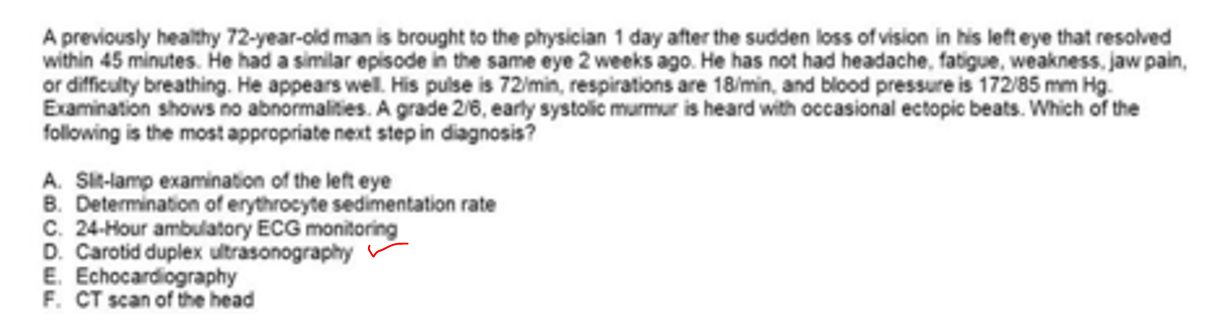 A previously healthy 72-year-old man is brought to the physician 1 day after the sudden loss of vision in his left eye that resolved
within 45 minutes. He had a similar episode in the same eye 2 weeks ago. He has not had headache, fatigue, weakness, jaw pain,
or difficulty breathing. He appears well. His pulse is 72/min, respirations are 18/min, and blood pressure is 172/85 mm Hg.
Examination shows no abnormalities. A grade 2/6, early systolic murmur is heard with occasional ectopic beats. Which of the
following is the most appropriate next step in diagnosis?
A. Slit-lamp examination of the left eye
B. Determination of erythrocyte sedimentation rate
C. 24-Hour ambulatory ECG monitoring
D. Carotid duplex ultrasonography
E. Echocardiography
F. CT scan of the head